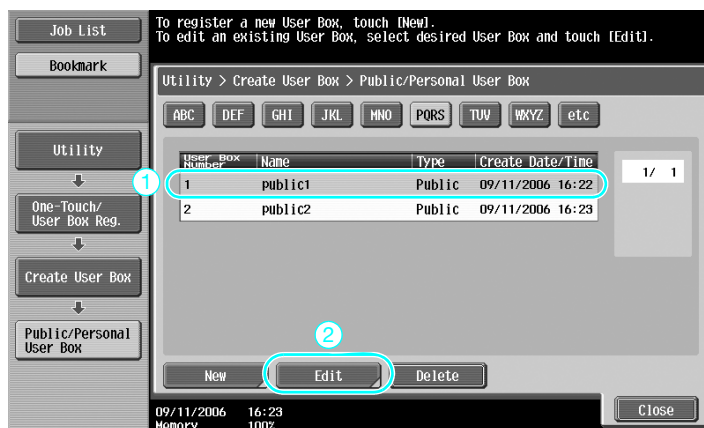 To register a new User Box, touch [New].
To edit an existing User Box, select desired User Box and touch [Edit].
Job List
Bookmark
Utility > Create User Box > Public/Personal User Box
ABC DEF GHI JKL MNO PQRS TUV WXYZ etc
Utility
One-Touch/
User Box Reg.
Create User Box
Public/Personal
User Box
User Box
Number Name Type Create Date/Time
1 1 public1 Public 09/11/2006 16:22
2 public2 Public 09/11/2006 16:23
1/ 1
2
New Edit Delete
09/11/2006 16:23
Memory 100%
Close